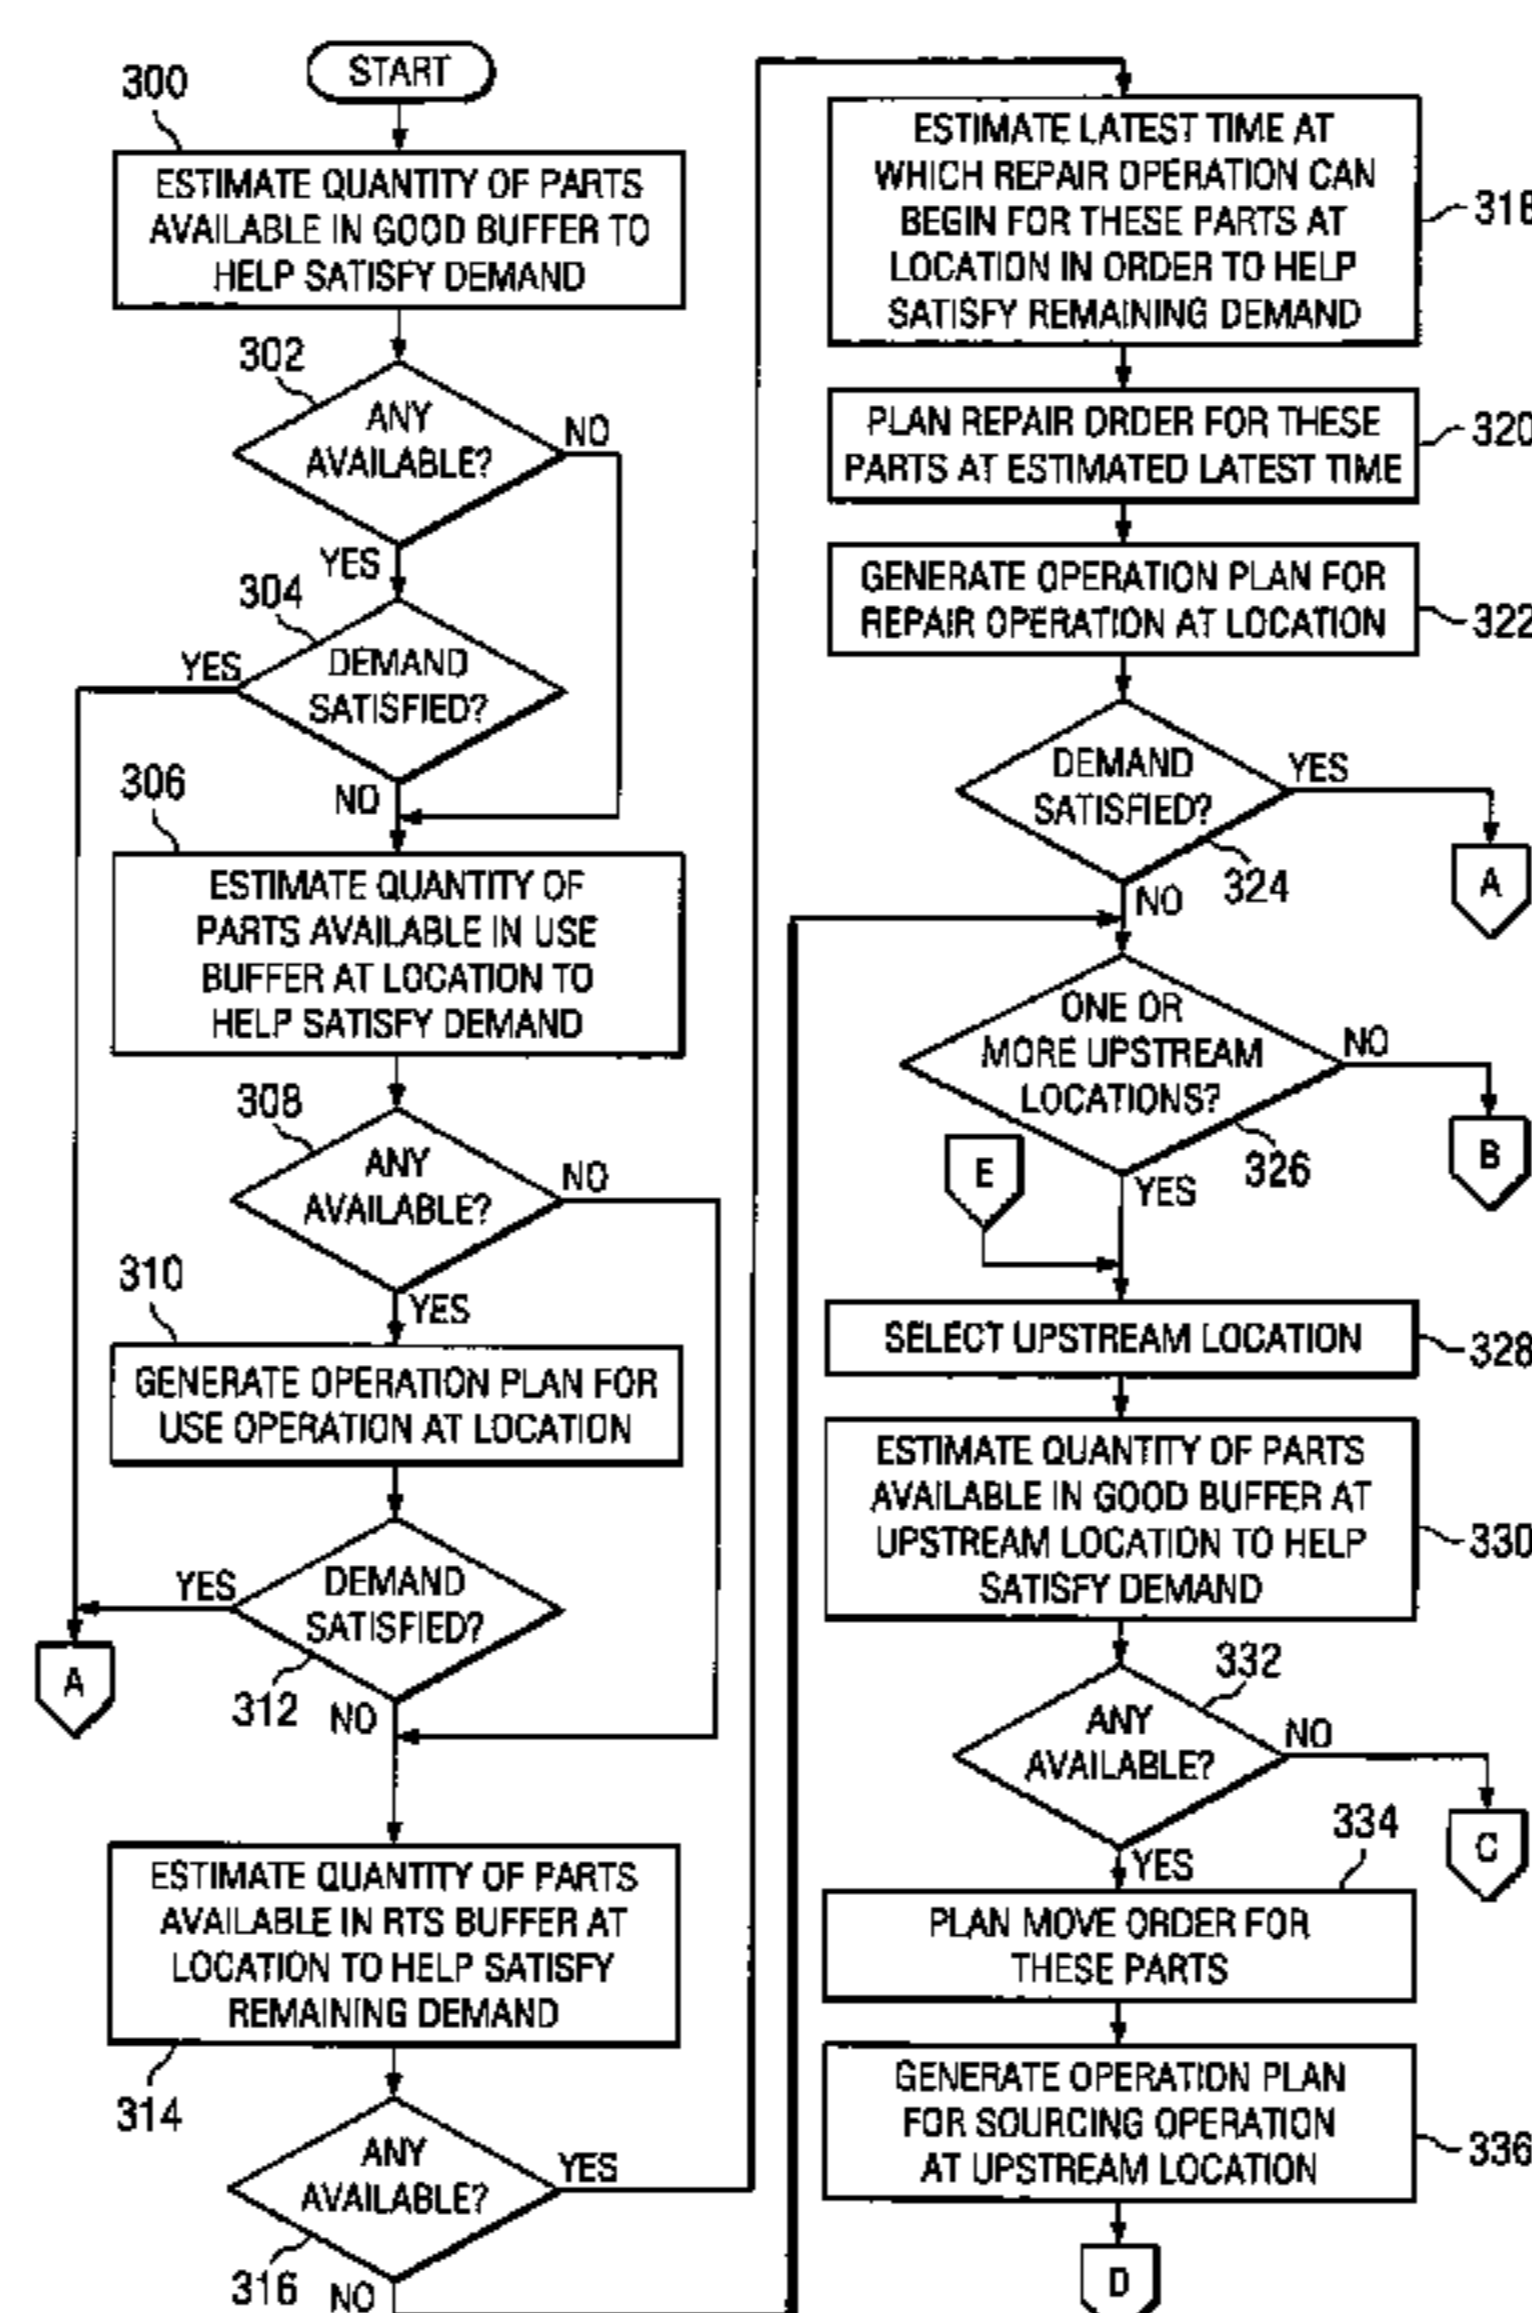 START
300
ESTIMATE QUANTITY OF PARTS
AVAILABLE IN GOOD BUFFER TO
HELP SATISFY DEMAND
302
ANY
AVAILABLE?
NO
YES
304
DEMAND
SATISFIED?
YES
NO
306
ESTIMATE QUANTITY OF
PARTS AVAILABLE IN USE
BUFFER AT LOCATION TO
HELP SATISFY DEMAND
308
ANY
AVAILABLE?
NO
YES
310
GENERATE OPERATION PLAN FOR
USE OPERATION AT LOCATION
DEMAND
SATISFIED?
YES
312
NO
A
ESTIMATE QUANTITY OF PARTS
AVAILABLE IN RTS BUFFER AT
LOCATION TO HELP SATISFY
REMAINING DEMAND
314
ANY
AVAILABLE?
YES
316
NO
ESTIMATE LATEST TIME AT
WHICH REPAIR OPERATION CAN
BEGIN FOR THESE PARTS AT
LOCATION IN ORDER TO HELP
SATISFY REMAINING DEMAND
318
PLAN REPAIR ORDER FOR THESE
PARTS AT ESTIMATED LATEST TIME
320
GENERATE OPERATION PLAN FOR
REPAIR OPERATION AT LOCATION
322
DEMAND
SATISFIED?
YES
324
NO
A
ONE OR
MORE UPSTREAM
LOCATIONS?
NO
326
YES
B
E
SELECT UPSTREAM LOCATION
328
ESTIMATE QUANTITY OF PARTS
AVAILABLE IN GOOD BUFFER AT
UPSTREAM LOCATION TO HELP
SATISFY DEMAND
330
332
ANY
AVAILABLE?
NO
YES
C
334
PLAN MOVE ORDER FOR
THESE PARTS
GENERATE OPERATION PLAN
FOR SOURCING OPERATION
AT UPSTREAM LOCATION
336
D